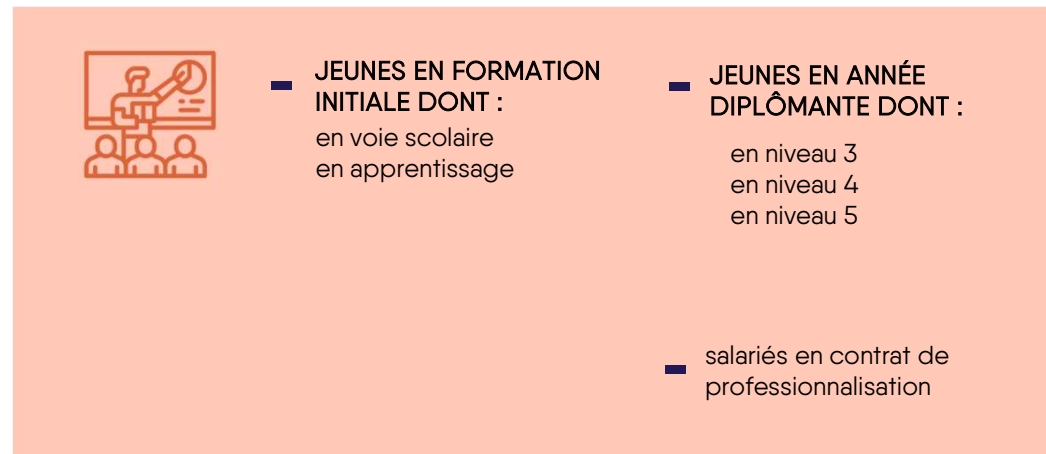 JEUNES EN FORMATION
INITIALE DONT :
en voie scolaire
en apprentissage
JEUNES EN ANNÉE
DIPLÔMANTE DONT :
en niveau 3
en niveau 4
en niveau 5
salariés en contrat de
professionnalisation